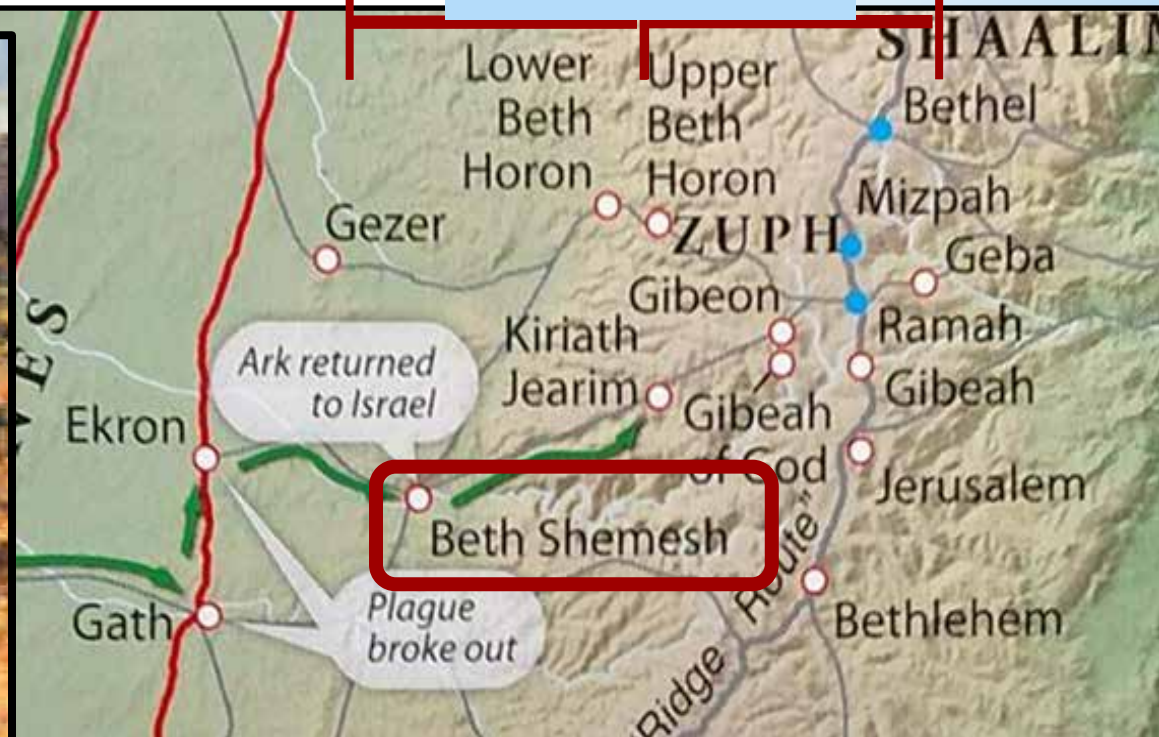 SHAALIM
Lower
Beth
Horon
Upper
Beth
Horon
Bethel
Mizpah
ZUPH
Geba
Gezer
Gibeon
Ramah
Kiriath
Jearim
Gibeah
Gibeah
of God
Ark returned
to Israel
Ekron
Jerusalem
Beth Shemesh
Gath
Plague
broke out
Bethlehem
Ridge
Route"